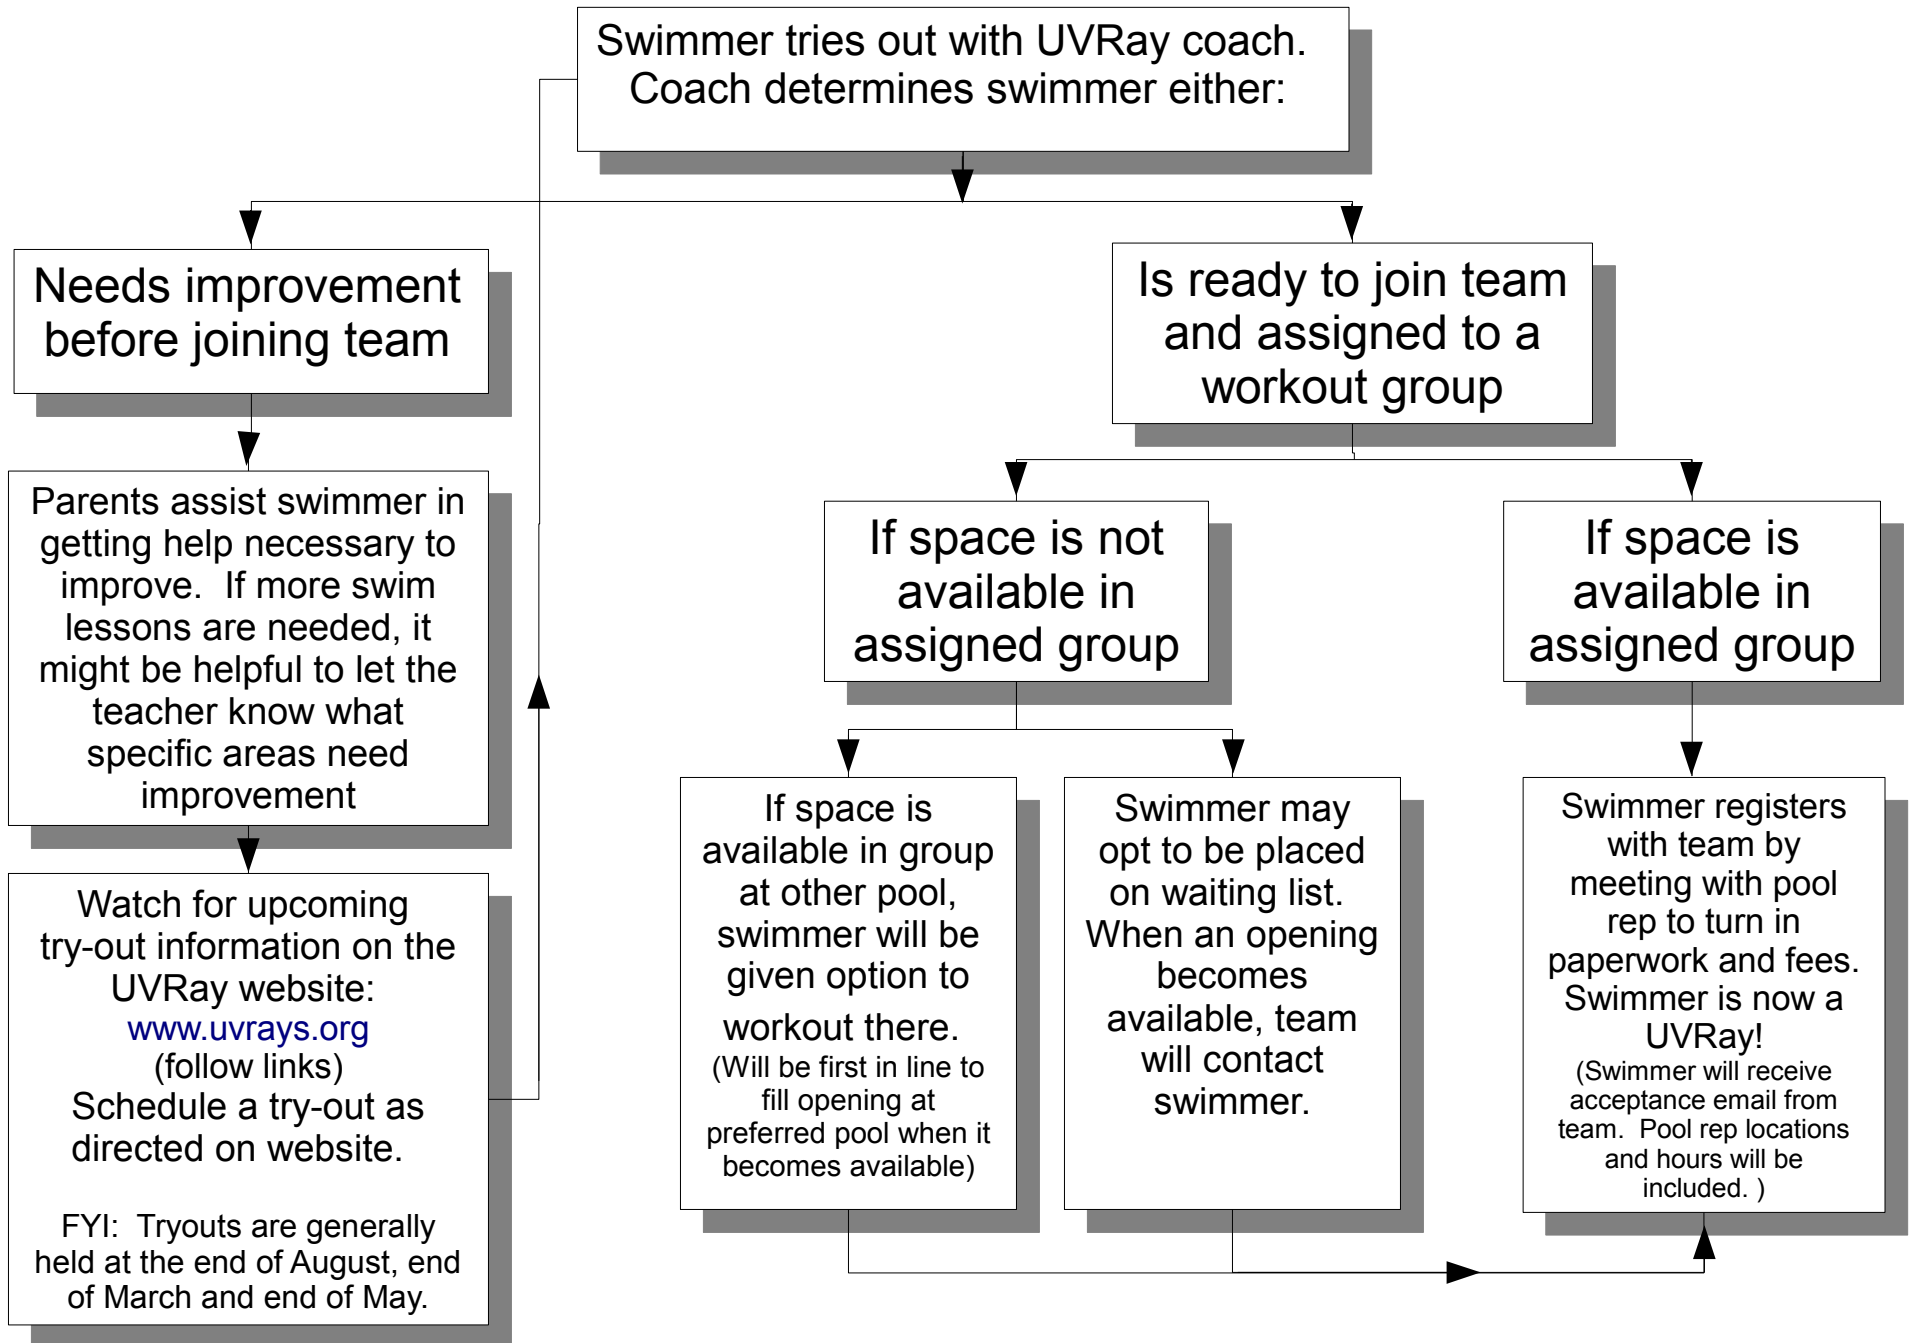 Swimmer tries out with UVRay coach.
Coach determines swimmer either:
Needs improvement
before joining team
Is ready to join team
and assigned to a
workout group
Parents assist swimmer in
getting help necessary to
improve.  If more swim
lessons are needed, it
might be helpful to let the
teacher know what
specific areas need
improvement
If space is not
available in
assigned group
If space is
available in
assigned group
Watch for upcoming
try-out information on the
UVRay website:
www.uvrays.org
(follow links)
Schedule a try-out as
directed on website.
FYI:  Tryouts are generally
held at the end of August, end
of March and end of May.
If space is
available in group
at other pool,
swimmer will be
given option to
workout there.
(Will be first in line to
fill opening at
preferred pool when it
becomes available)
Swimmer may
opt to be placed
on waiting list.
When an opening
becomes
available, team
will contact
swimmer.
Swimmer registers
with team by
meeting with pool
rep to turn in
paperwork and fees.
Swimmer is now a
UVRay!
(Swimmer will receive
acceptance email from
team.  Pool rep locations
and hours will be
included. )